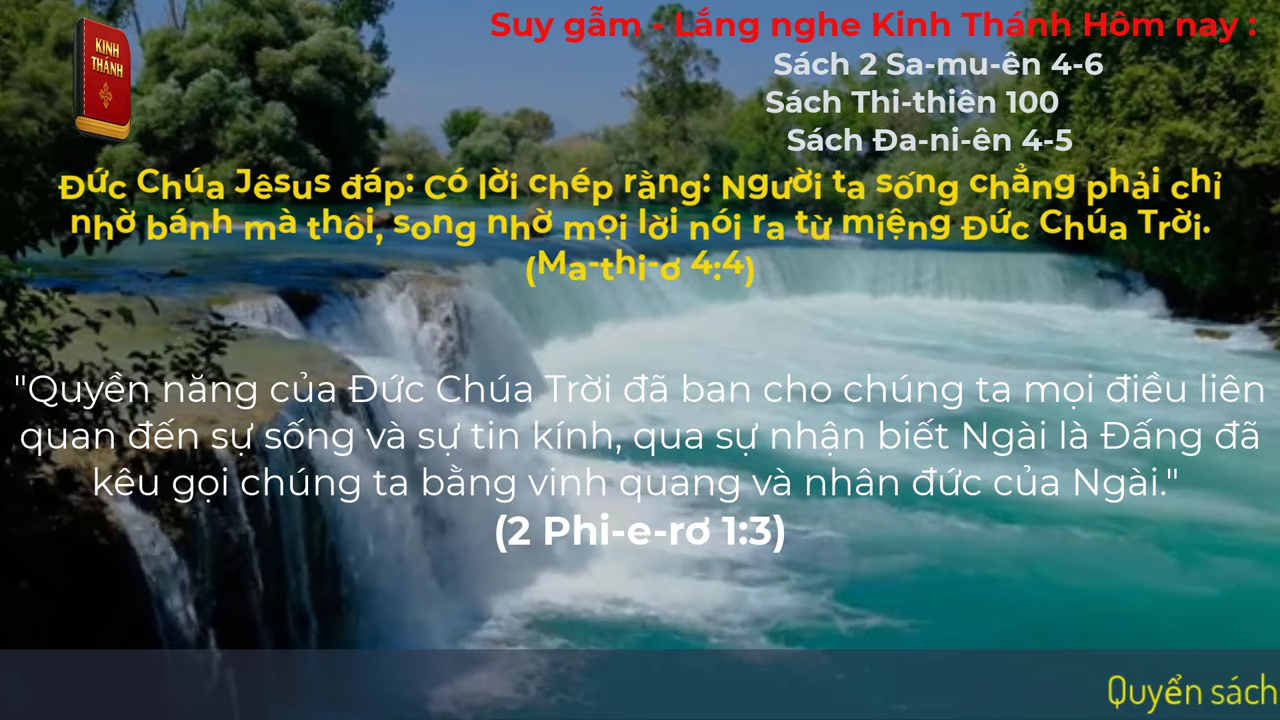 KINH
THÁNH
Suy gẫm - Lắng nghe Kinh Thánh Hôm nay :
Sách 2 Sa-mu-ên 4-6
Sách Thi-thiên 100
Sách Đa-ni-ên 4-5
Đức Chúa Jêsus đáp: Có lời chép rằng: Người ta sống chẳng phải chỉ
nhờ bánh mà thôi, song nhờ mọi lời nói ra từ miệng Đức Chúa Trời.
(Ma-thi-ơ 4:4)
"Quyền năng của Đức Chúa Trời đã ban cho chúng ta mọi điều liên
quan đến sự sống và sự tin kính, qua sự nhận biết Ngài là Đấng đã
kêu gọi chúng ta bằng vinh quang và nhân đức của Ngài."
(2 Phi-e-rơ 1:3)
Quyển sách